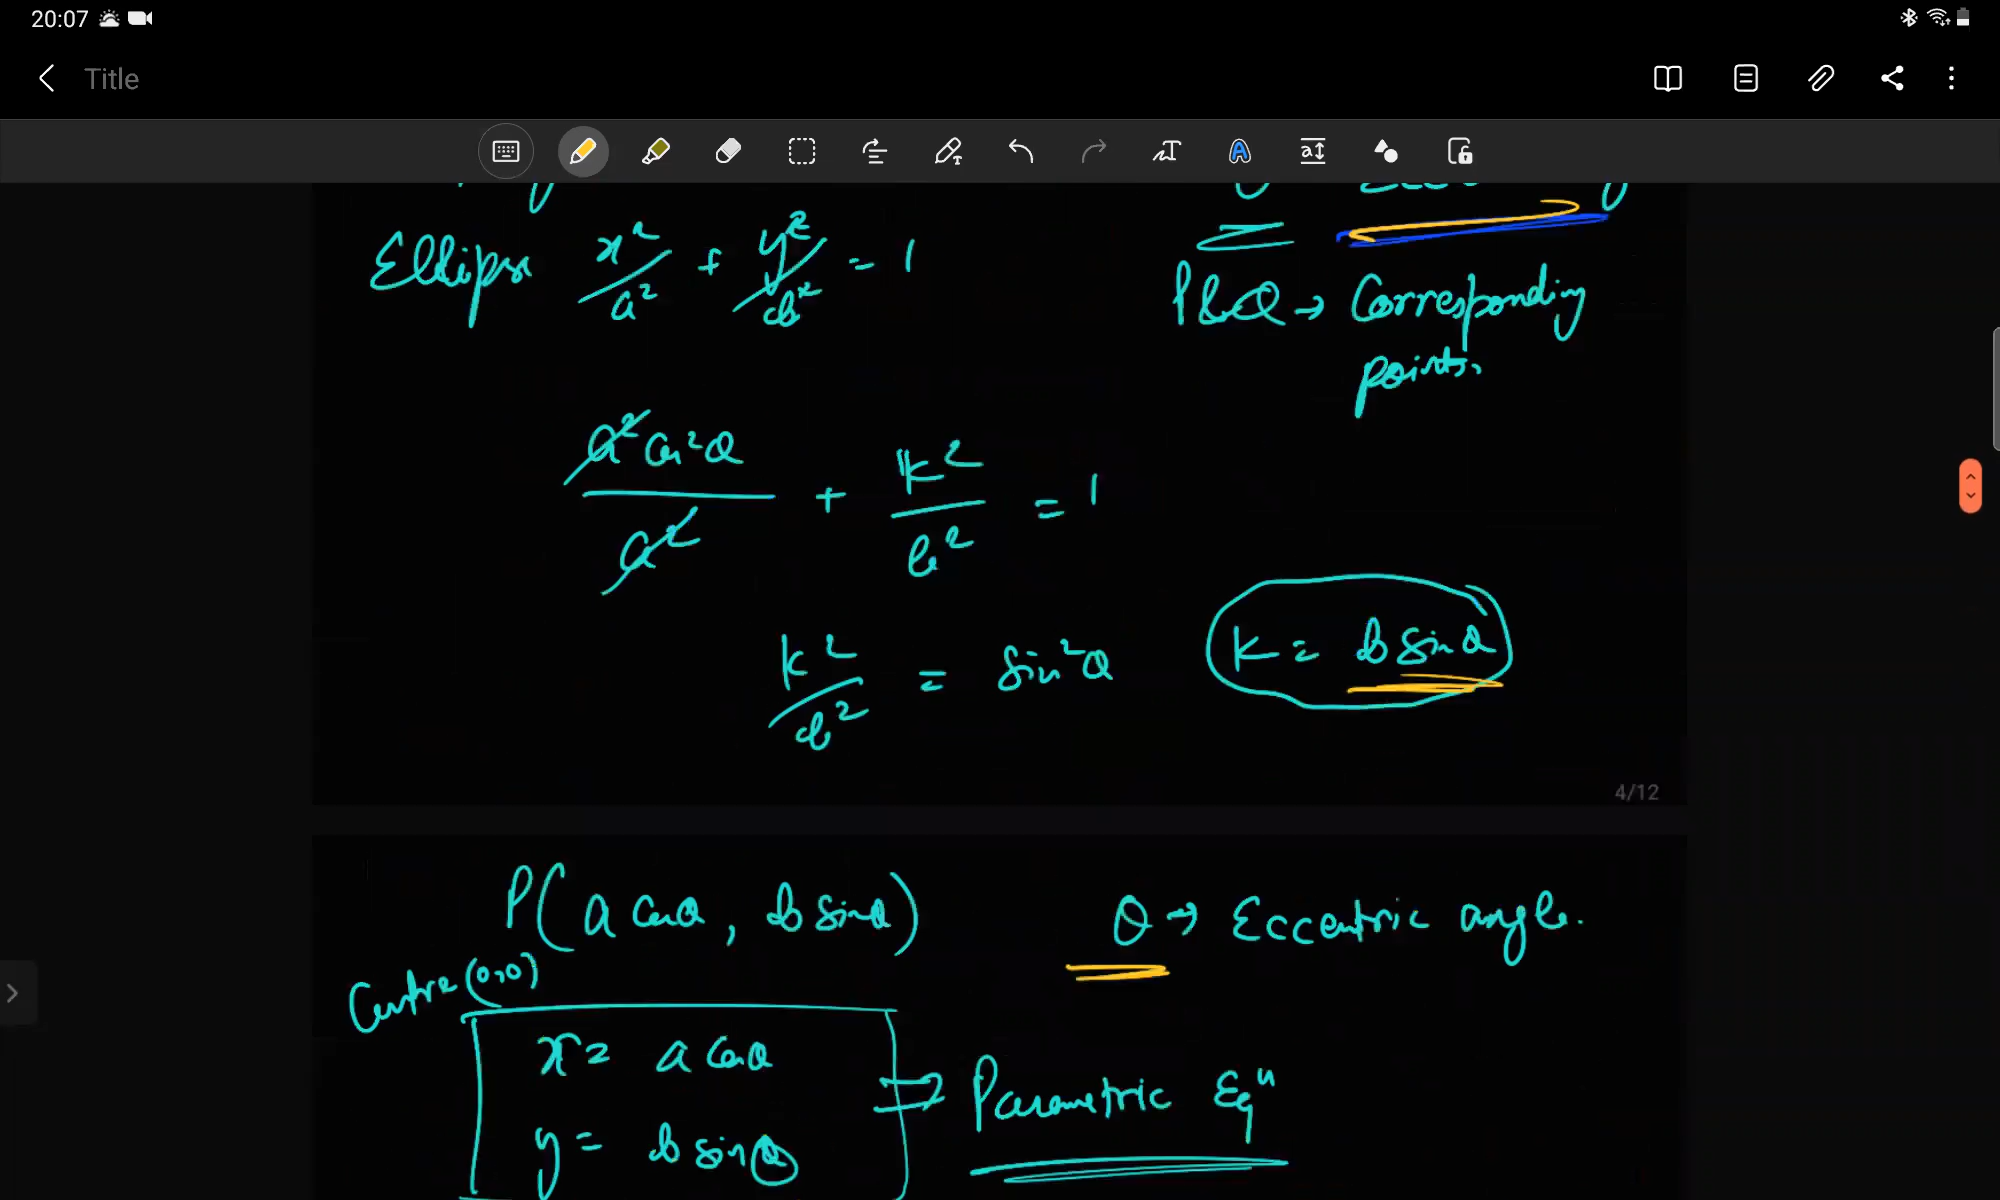 20:07
Title
Ellipse x²/a² + y²/b² = 1
P&Q → Corresponding
points.
a²cos²θ/a² + k²/b² = 1
k²/b² = sin²θ
K = b sinθ
4/12
P(a cosθ, b sinθ)
θ → Eccentric angle.
Centre (0,0)
x = a cosθ
y = b sinθ
⇒ Parametric Eqⁿ